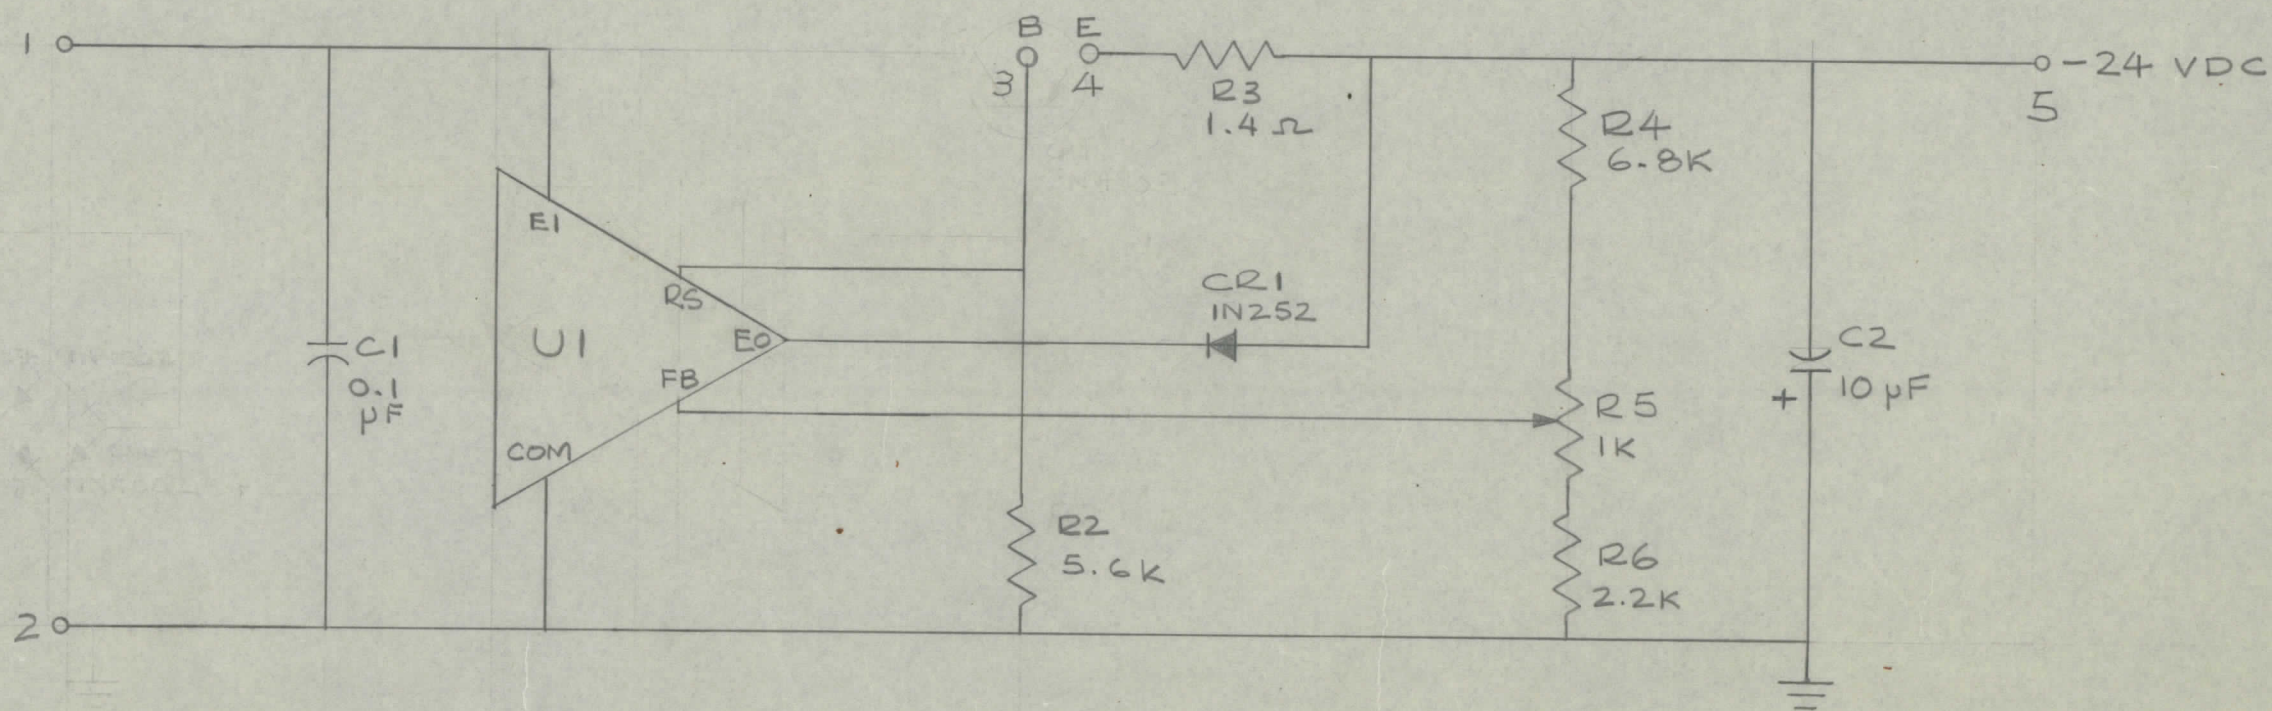 1
B E
3 4
R3
1.4 Ω
-24 VDC
5
R4
6.8K
E1
RS
U1
EO
FB
COM
C1
0.1
µF
CR1
1N252
C2
+ 10 µF
R5
1K
R2
5.6K
R6
2.2K
2